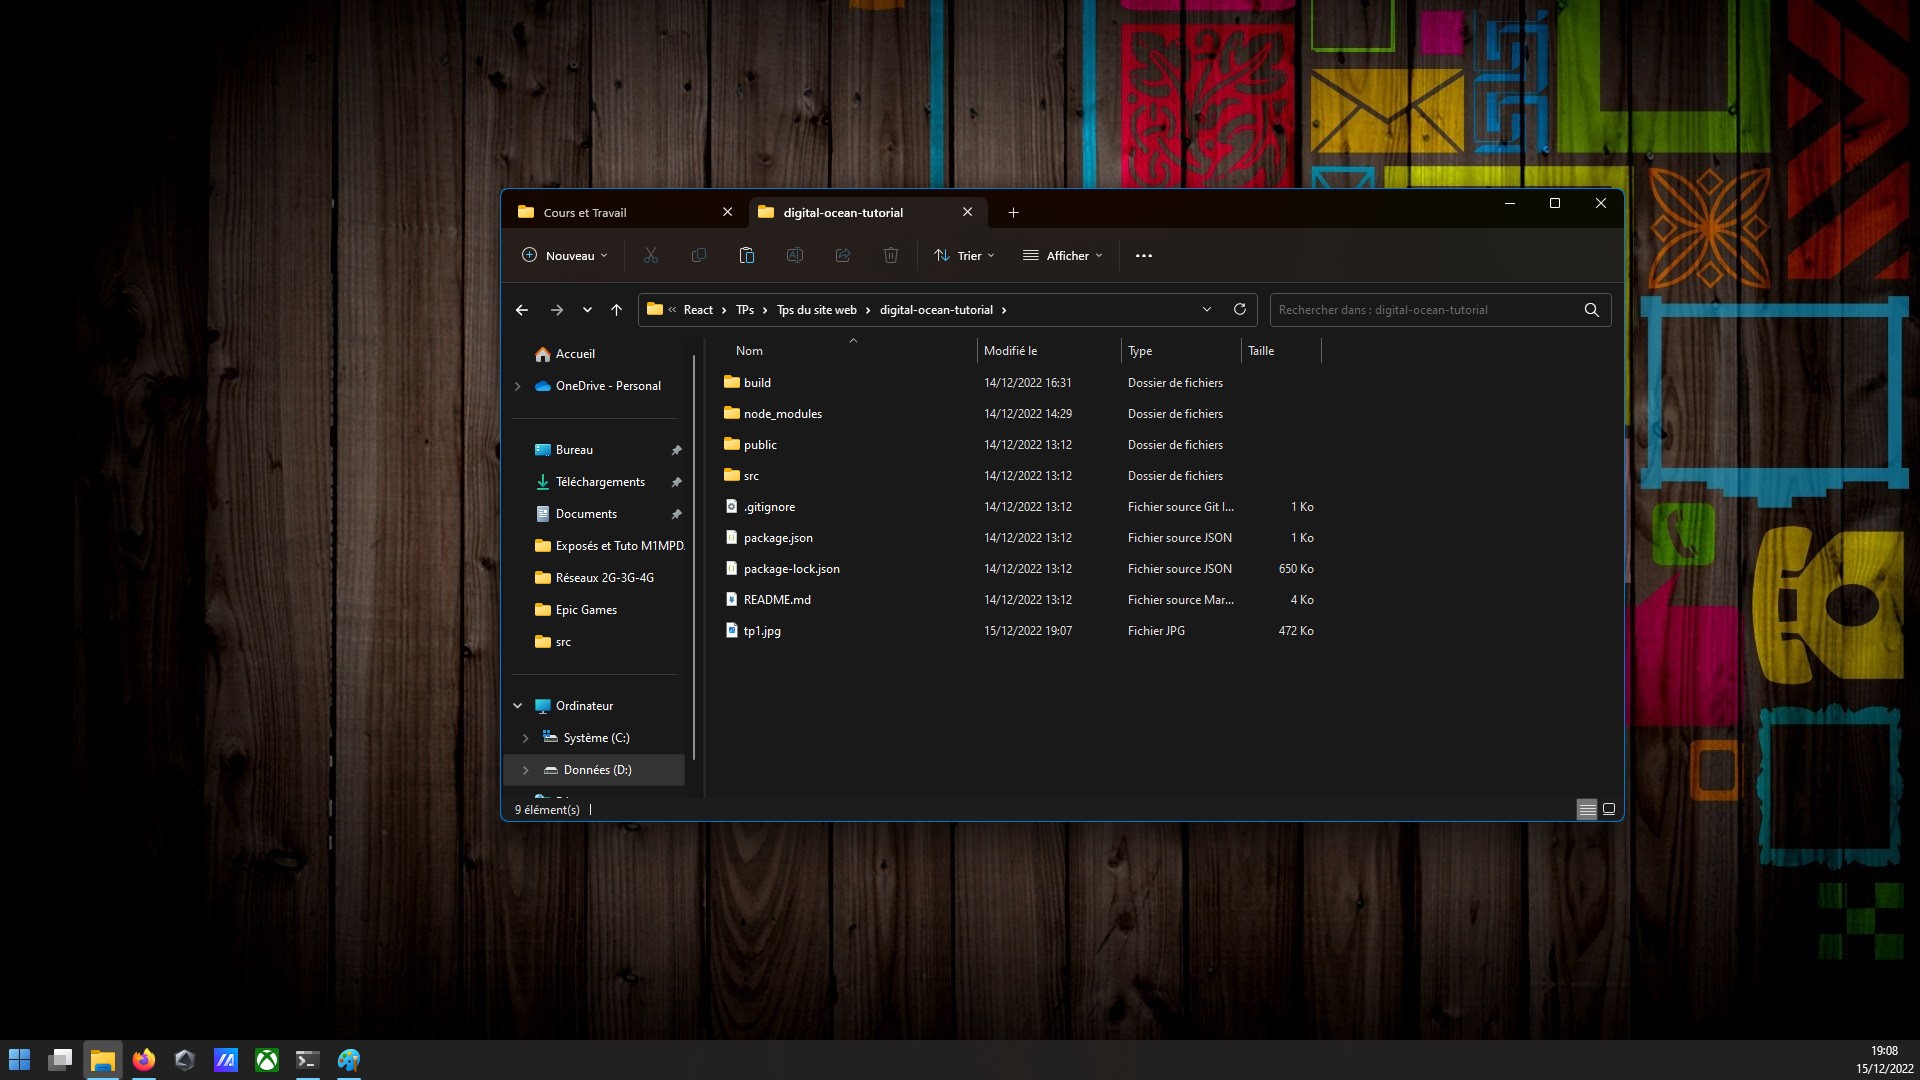 Cours et Travail
digital-ocean-tutorial
Nouveau
Trier
Afficher
React
TPs
Tps du site web
digital-ocean-tutorial
Rechercher dans : digital-ocean-tutorial
Nom Modifié le Type Taille
build 14/12/2022 16:31 Dossier de fichiers
node_modules 14/12/2022 14:29 Dossier de fichiers
public 14/12/2022 13:12 Dossier de fichiers
src 14/12/2022 13:12 Dossier de fichiers
.gitignore 14/12/2022 13:12 Fichier source Git I... 1 Ko
package.json 14/12/2022 13:12 Fichier source JSON 1 Ko
package-lock.json 14/12/2022 13:12 Fichier source JSON 650 Ko
README.md 14/12/2022 13:12 Fichier source Mar... 4 Ko
tp1.jpg 15/12/2022 19:07 Fichier JPG 472 Ko
Accueil
OneDrive - Personal
Bureau
Téléchargements
Documents
Exposés et Tuto M1MPD
Réseaux 2G-3G-4G
Epic Games
src
Ordinateur
Système (C:)
Données (D:)
9 élément(s)
19:08
15/12/2022